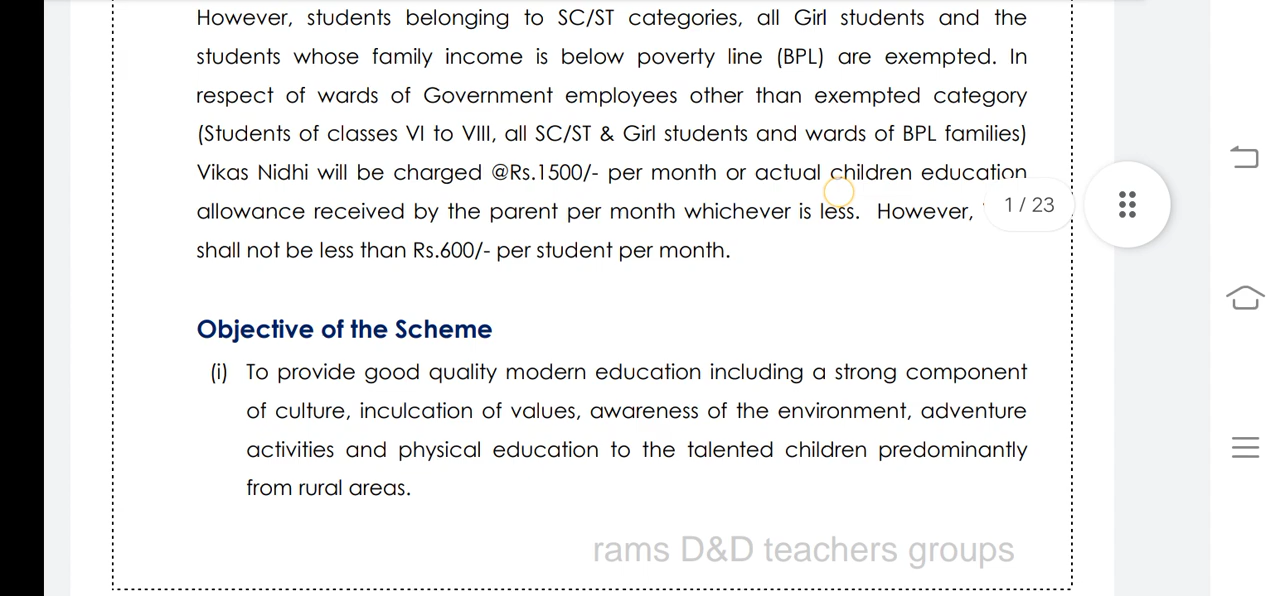 However, students belonging to SC/ST categories, all Girl students and the
students whose family income is below poverty line (BPL) are exempted. In
respect of wards of Government employees other than exempted category
(Students of classes VI to VIII, all SC/ST & Girl students and wards of BPL families)
Vikas Nidhi will be charged @Rs.1500/- per month or actual children education
allowance received by the parent per month whichever is less. However,
1 / 23
shall not be less than Rs.600/- per student per month.
Objective of the Scheme
(i) To provide good quality modern education including a strong component
of culture, inculcation of values, awareness of the environment, adventure
activities and physical education to the talented children predominantly
from rural areas.
rams D&D teachers groups